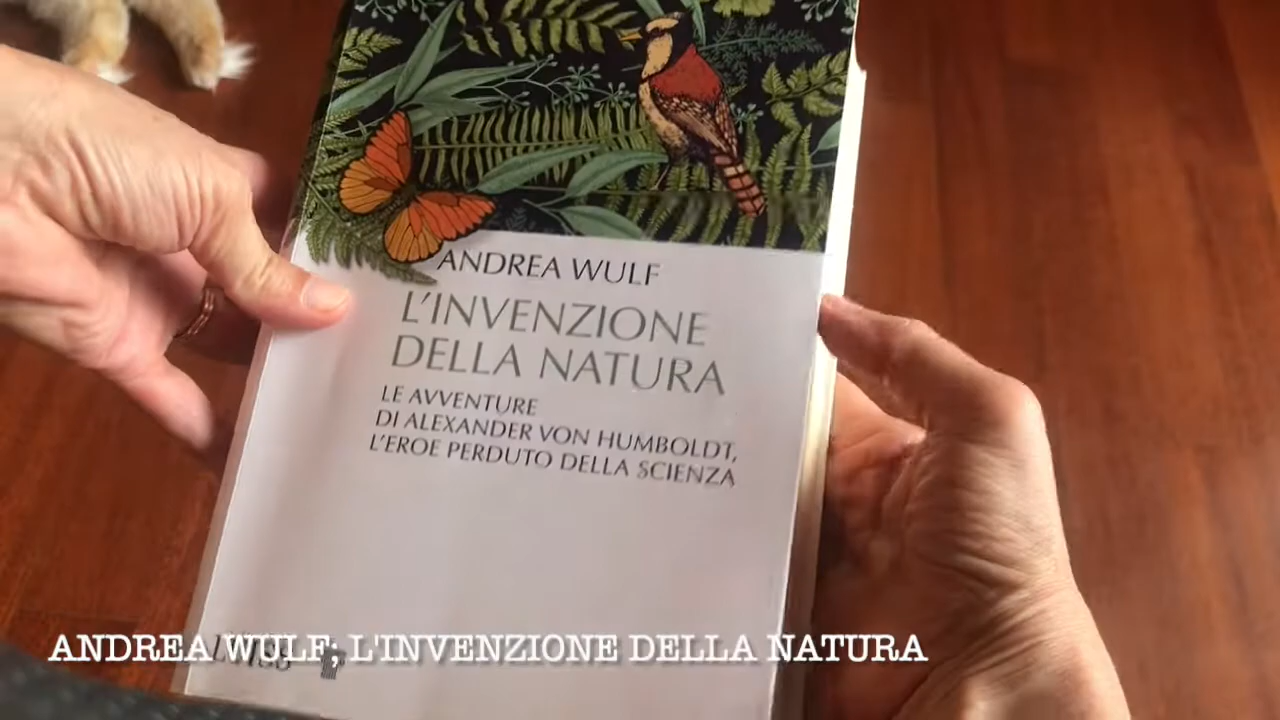 ANDREA WULF
L'INVENZIONE
DELLA NATURA
LE AVVENTURE
DI ALEXANDER VON HUMBOLDT,
L'EROE PERDUTO DELLA SCIENZA
ANDREA WULF; L'INVENZIONE DELLA NATURA